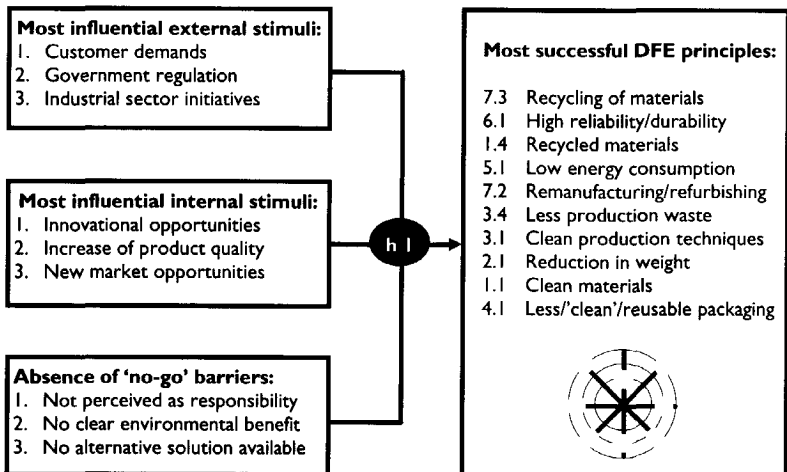 Most influential external stimuli:
1. Customer demands
2. Government regulation
3. Industrial sector initiatives
Most influential internal stimuli:
1. Innovational opportunities
2. Increase of product quality
3. New market opportunities
Absence of 'no-go' barriers:
1. Not perceived as responsibility
2. No clear environmental benefit
3. No alternative solution available
h 1
Most successful DFE principles:
7.3 Recycling of materials
6.1 High reliability/durability
1.4 Recycled materials
5.1 Low energy consumption
7.2 Remanufacturing/refurbishing
3.4 Less production waste
3.1 Clean production techniques
2.1 Reduction in weight
1.1 Clean materials
4.1 Less/'clean'/reusable packaging